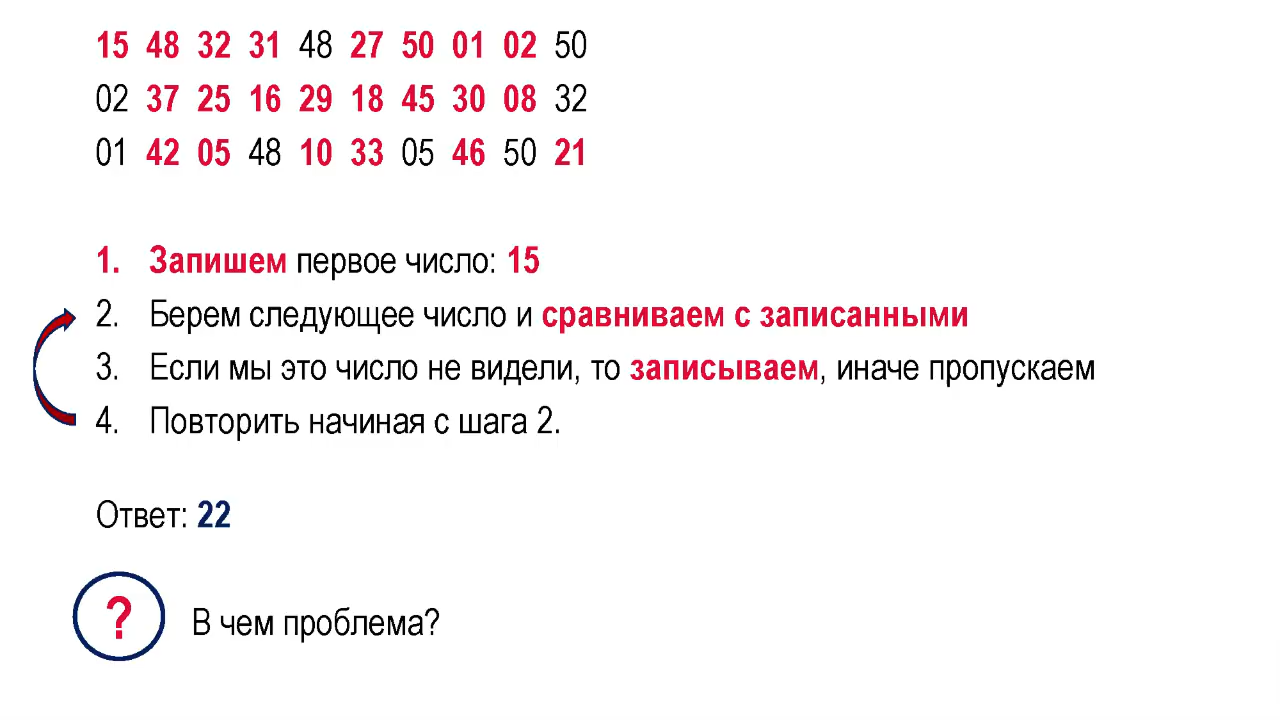 15 48 32 31 48 27 50 01 02 50
02 37 25 16 29 18 45 30 08 32
01 42 05 48 10 33 05 46 50 21
1. Запишем первое число: 15
2. Берем следующее число и сравниваем с записанными
3. Если мы это число не видели, то записываем, иначе пропускаем
4. Повторить начиная с шага 2.
Ответ: 22
? В чем проблема?